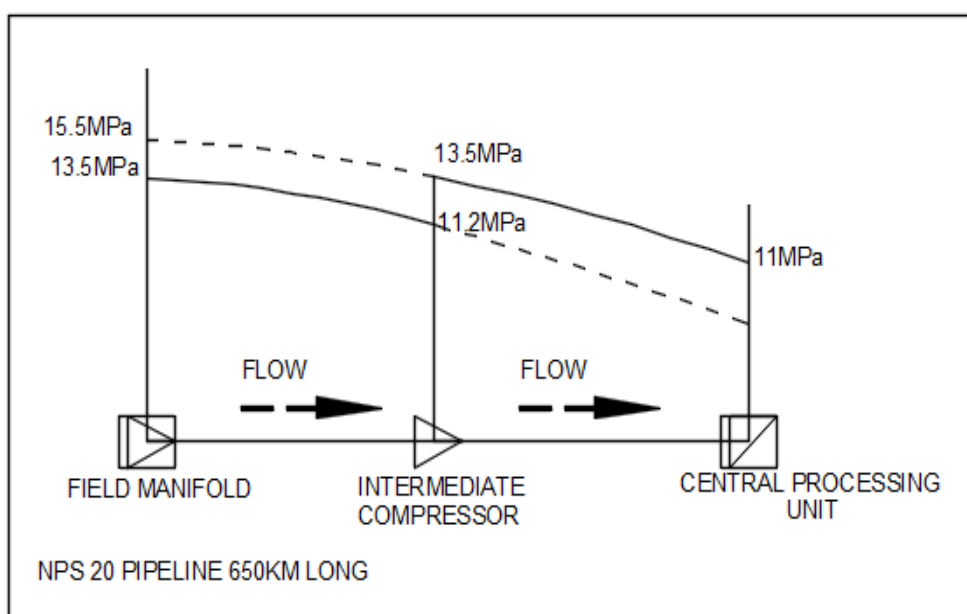 15.5MPa
13.5MPa
13.5MPa
11.2MPa
11MPa
FLOW
FLOW
FIELD MANIFOLD
INTERMEDIATE
COMPRESSOR
CENTRAL PROCESSING
UNIT
NPS 20 PIPELINE 650KM LONG